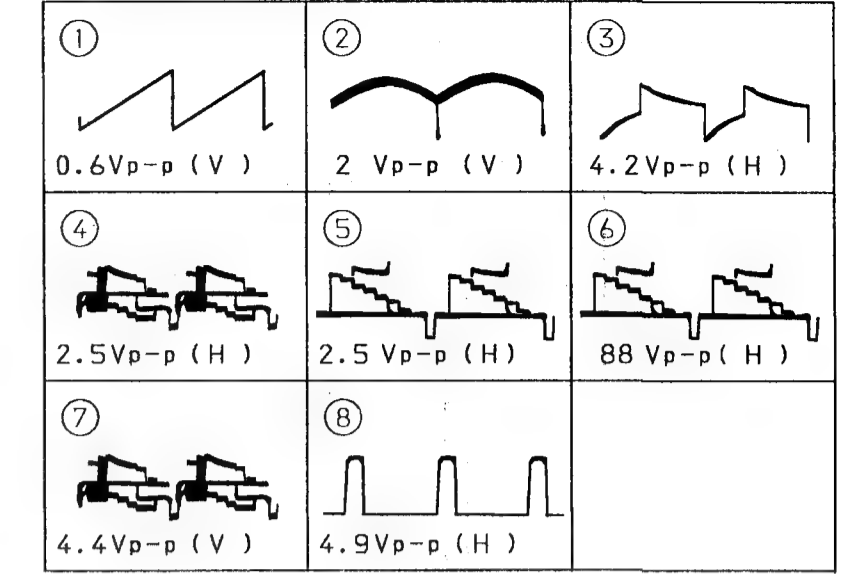 ①
0.6Vp-p ( V )
②
2 Vp-p ( V )
③
4.2Vp-p ( H )
④
2.5Vp-p ( H )
⑤
2.5 Vp-p ( H )
⑥
88 Vp-p( H )
⑦
4.4Vp-p ( V )
⑧
4.9Vp-p ( H )